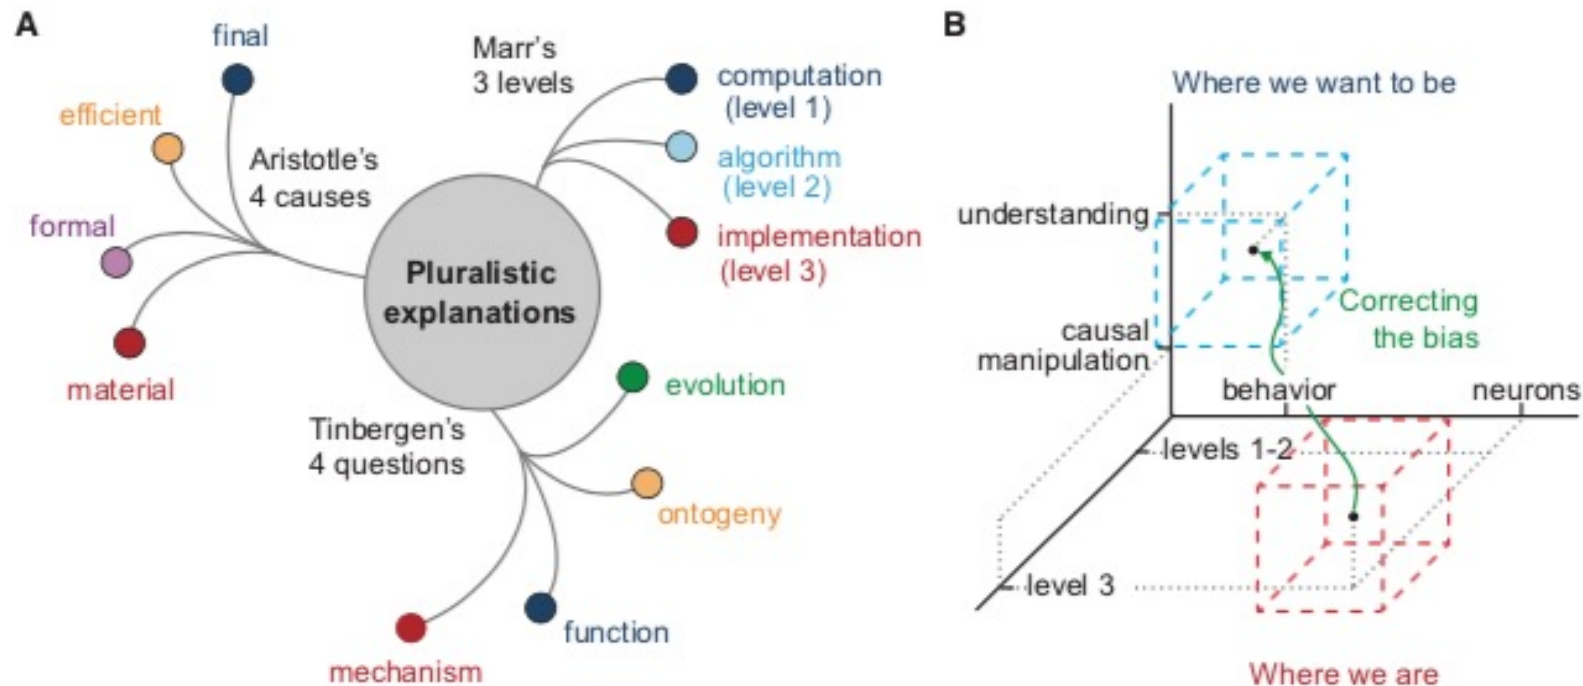 A
final
efficient
Aristotle's
4 causes
formal
material
Marr's
3 levels
computation
(level 1)
algorithm
(level 2)
implementation
(level 3)
Pluralistic
explanations
Tinbergen's
4 questions
evolution
ontogeny
function
mechanism
B
Where we want to be
understanding
causal
manipulation
Correcting
the bias
behavior
neurons
levels 1-2
level 3
Where we are